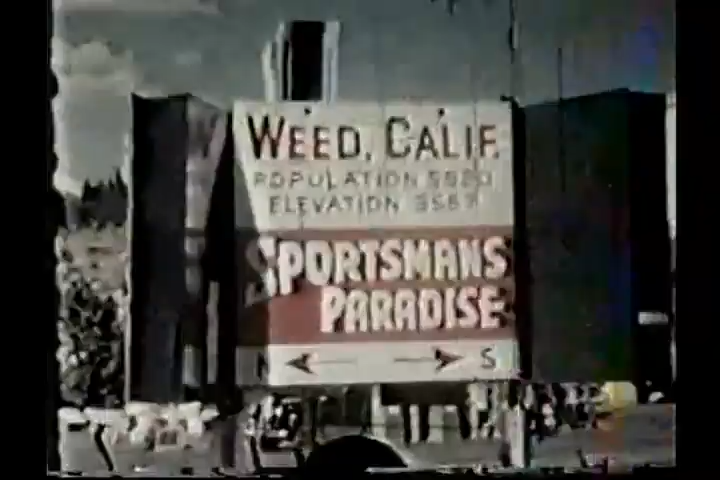 WEED, CALIF.
POPULATION
ELEVATION
SPORTSMANS
PARADISE
N S